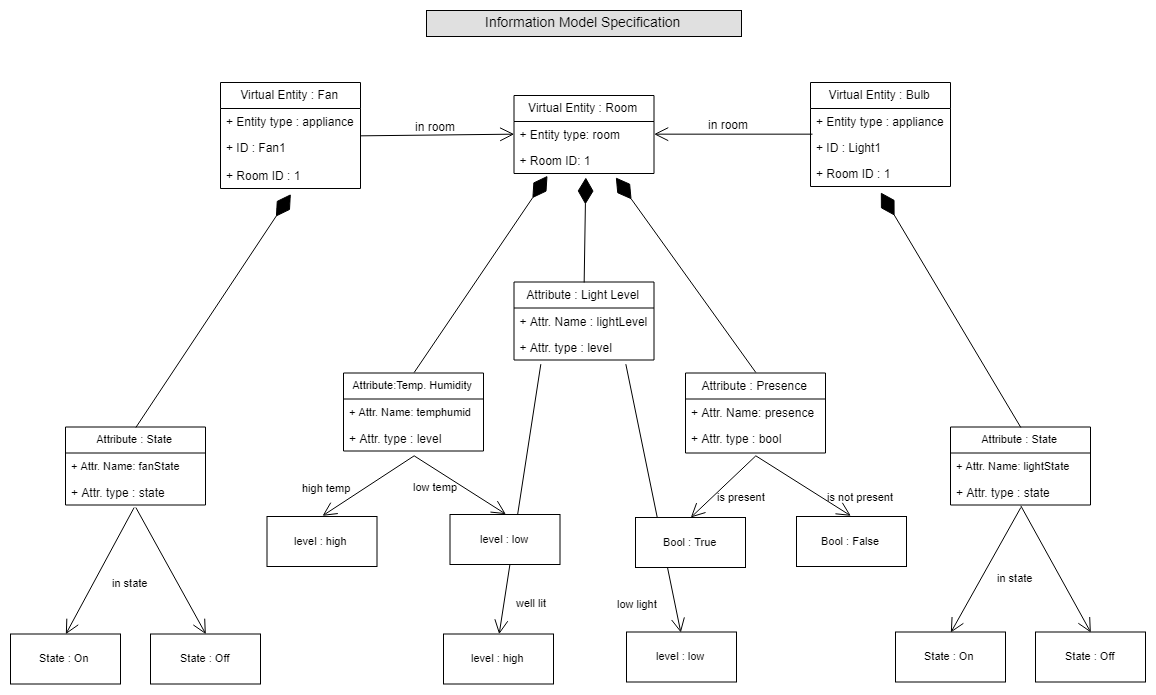 Information Model Specification
Virtual Entity : Fan
+ Entity type : appliance
+ ID : Fan1
+ Room ID : 1
in room
Virtual Entity : Room
+ Entity type: room
+ Room ID: 1
in room
Virtual Entity : Bulb
+ Entity type : appliance
+ ID : Light1
+ Room ID : 1
Attribute : Light Level
+ Attr. Name : lightLevel
+ Attr. type : level
Attribute:Temp. Humidity
+ Attr. Name: temphumid
+ Attr. type : level
Attribute : Presence
+ Attr. Name: presence
+ Attr. type : bool
Attribute : State
+ Attr. Name: fanState
+ Attr. type : state
Attribute : State
+ Attr. Name: lightState
+ Attr. type : state
high temp
low temp
is present
is not present
level : high
level : low
Bool : True
Bool : False
in state
well lit
low light
in state
State : On
State : Off
level : high
level : low
State : On
State : Off